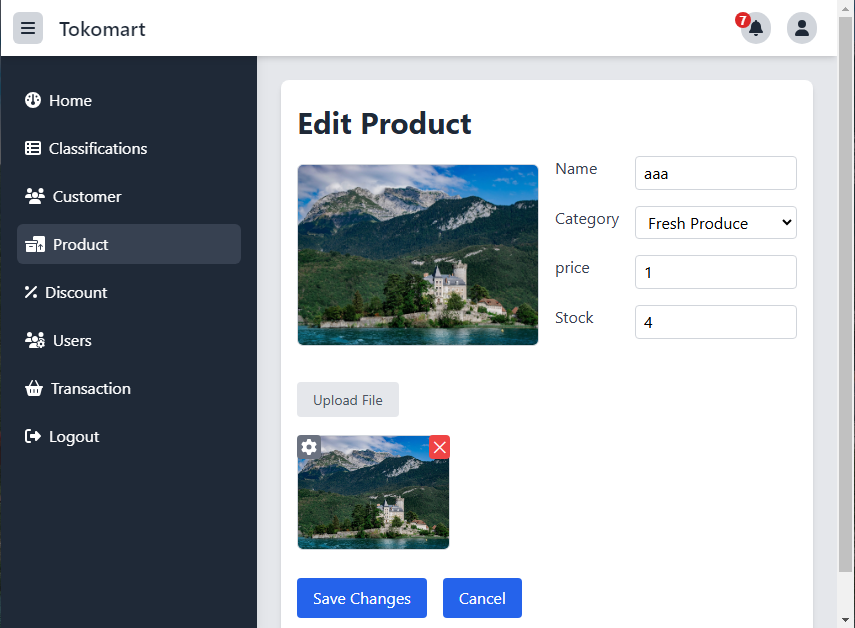 Tokomart
7
Home
Classifications
Customer
Product
Discount
Users
Transaction
Logout
Edit Product
Name
aaa
Category
Fresh Produce
price
1
Stock
4
Upload File
Save Changes
Cancel